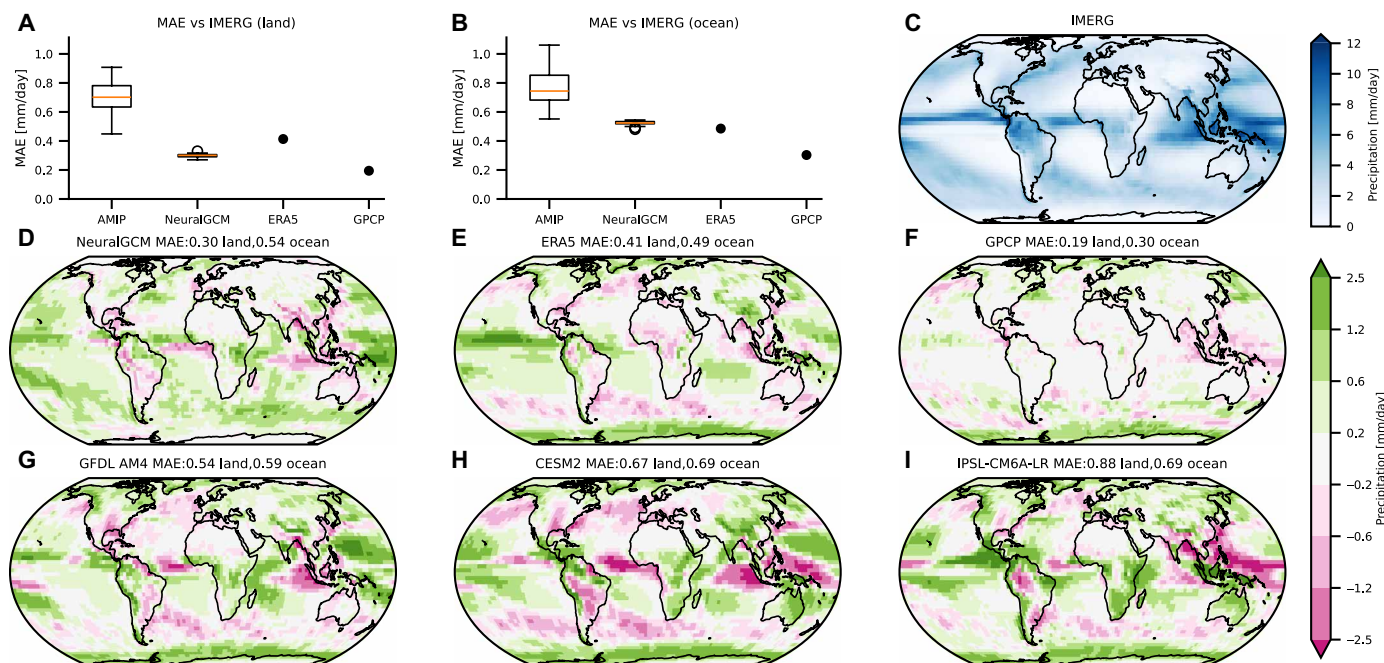 A
MAE vs IMERG (land)
MAE [mm/day]
1.0
0.8
0.6
0.4
0.2
0.0
AMIP
NeuralGCM
ERA5
GPCP
B
MAE vs IMERG (ocean)
MAE [mm/day]
1.0
0.8
0.6
0.4
0.2
0.0
AMIP
NeuralGCM
ERA5
GPCP
C
IMERG
12
10
8
6
4
2
0
Precipitation [mm/day]
D
NeuralGCM MAE:0.30 land,0.54 ocean
E
ERA5 MAE:0.41 land,0.49 ocean
F
GPCP MAE:0.19 land,0.30 ocean
G
GFDL AM4 MAE:0.54 land,0.59 ocean
H
CESM2 MAE:0.67 land,0.69 ocean
I
IPSL-CM6A-LR MAE:0.88 land,0.69 ocean
2.5
1.2
0.6
0.2
−0.2
−0.6
−1.2
−2.5
Precipitation [mm/day]